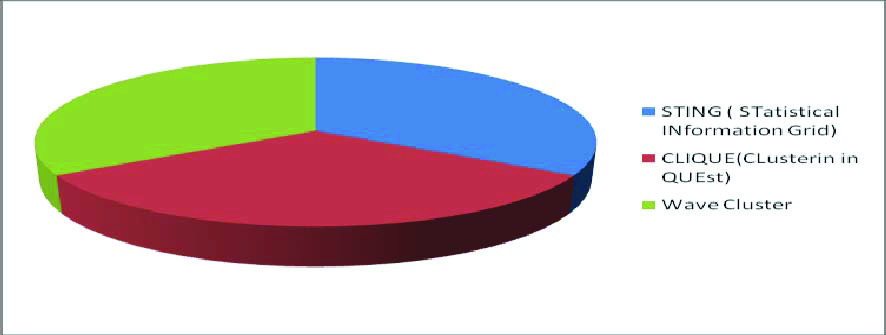 STING ( STatistical
INformation Grid)
CLIQUE(CLusterin in
QUEst)
Wave Cluster